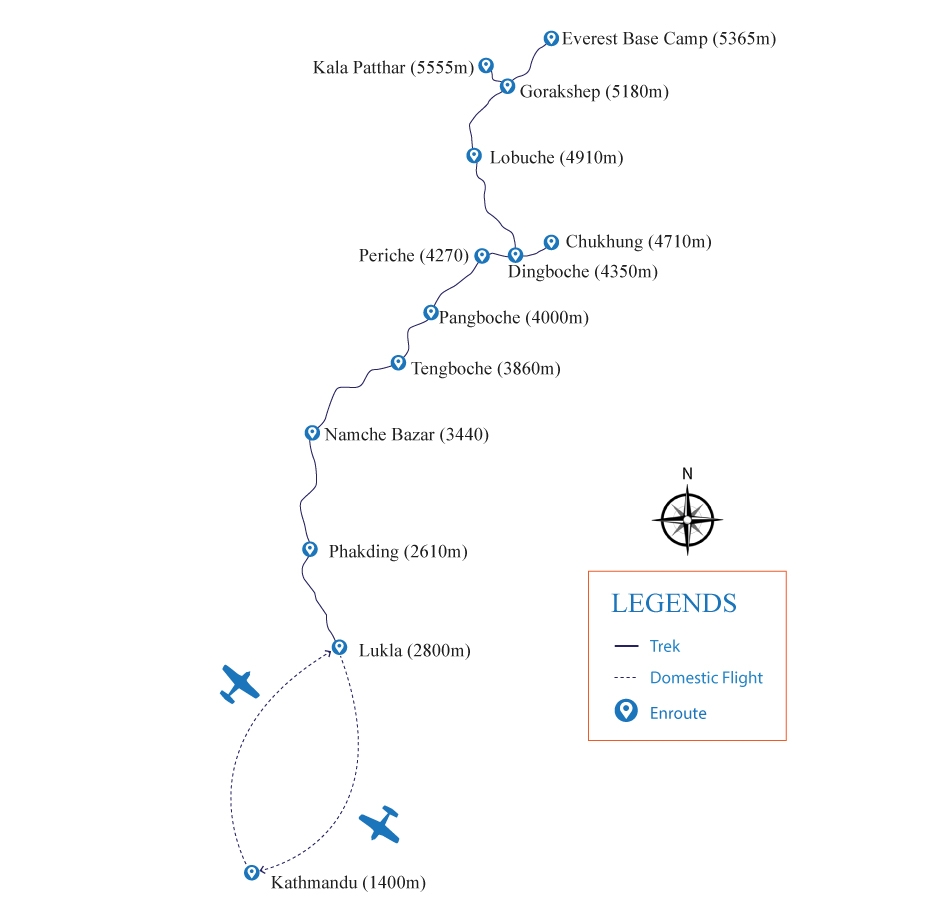 Everest Base Camp (5365m)
Kala Patthar (5555m)
Gorakshep (5180m)
Lobuche (4910m)
Chukhung (4710m)
Periche (4270)
Dingboche (4350m)
Pangboche (4000m)
Tengboche (3860m)
Namche Bazar (3440)
N
Phakding (2610m)
LEGENDS
Trek
Lukla (2800m)
Domestic Flight
Enroute
Kathmandu (1400m)